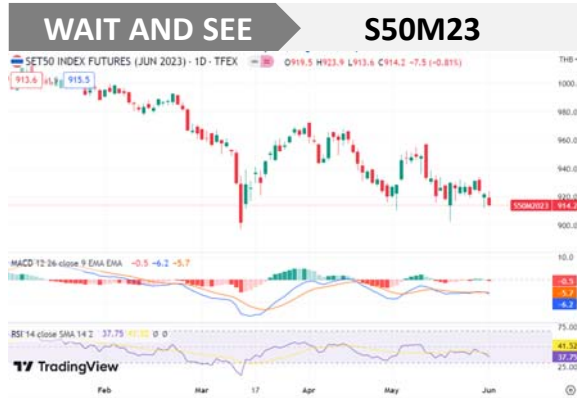 WAIT AND SEE S50M23
SET50 INDEX FUTURES (JUN 2023) · 1D · TFEX O919.5 H923.9 L913.6 C914.2 −7.5 (−0.81%) THB
913.6 915.5
1000.
980.0
960.0
940.0
920.0
S50M2023 914.2
900.0
10.0
MACD 12 26 close 9 EMA EMA −0.5 −6.2 −5.7
−0.5
−5.7
−6.2
75.00
RSI 14 close SMA 14 2 37.75 41.52 0 0
41.52
37.75
25.00
TradingView
Feb Mar 17 Apr May Jun